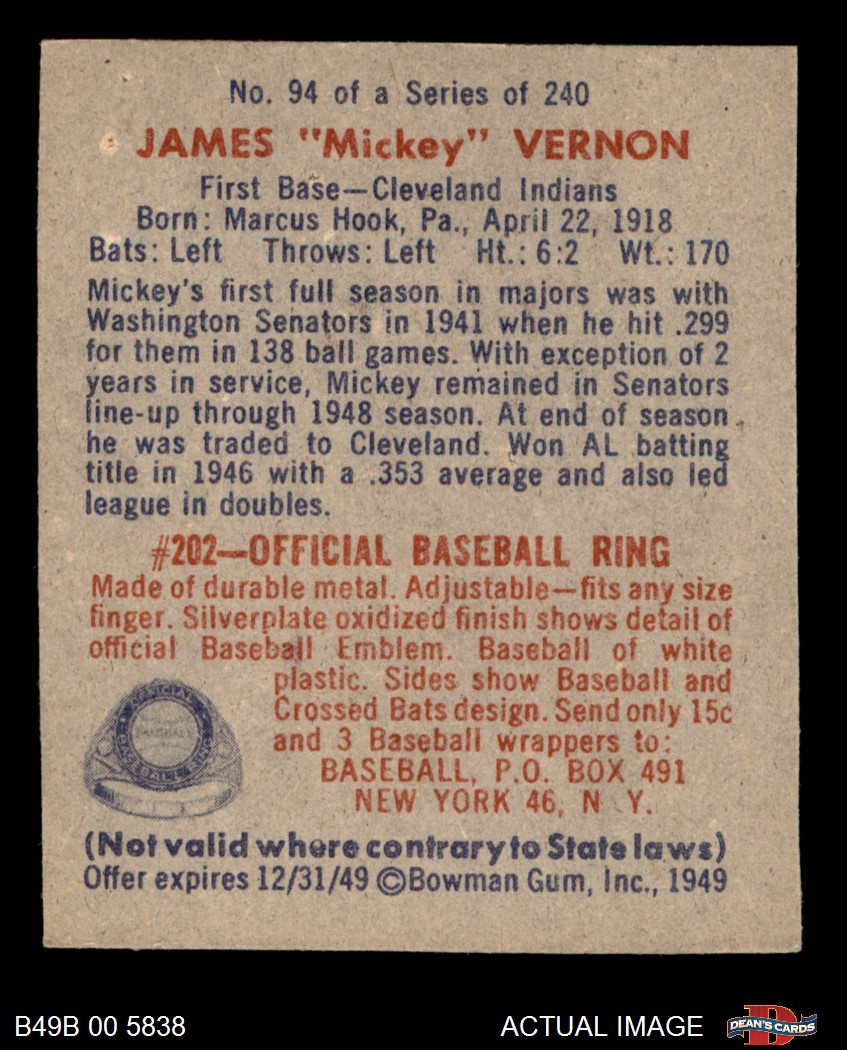 No. 94 of a Series of 240
JAMES "Mickey" VERNON
First Base—Cleveland Indians
Born: Marcus Hook, Pa., April 22, 1918
Bats: Left Throws: Left Ht.: 6:2 Wt.: 170
Mickey's first full season in majors was with
Washington Senators in 1941 when he hit .299
for them in 138 ball games. With exception of 2
years in service, Mickey remained in Senators
line-up through 1948 season. At end of season
he was traded to Cleveland. Won AL batting
title in 1946 with a .353 average and also led
league in doubles.
#202—OFFICIAL BASEBALL RING
Made of durable metal. Adjustable—fits any size
finger. Silverplate oxidized finish shows detail of
official Baseball Emblem. Baseball of white
plastic. Sides show Baseball and
Crossed Bats design. Send only 15c
and 3 Baseball wrappers to:
BASEBALL, P.O. BOX 491
NEW YORK 46, N Y.
OFFICIAL
BASEBALL
BASEBALL RING
(Not valid where contrary to State laws)
Offer expires 12/31/49 ©Bowman Gum, Inc., 1949
B49B 00 5838
ACTUAL IMAGE
D
DEAN'S CARDS